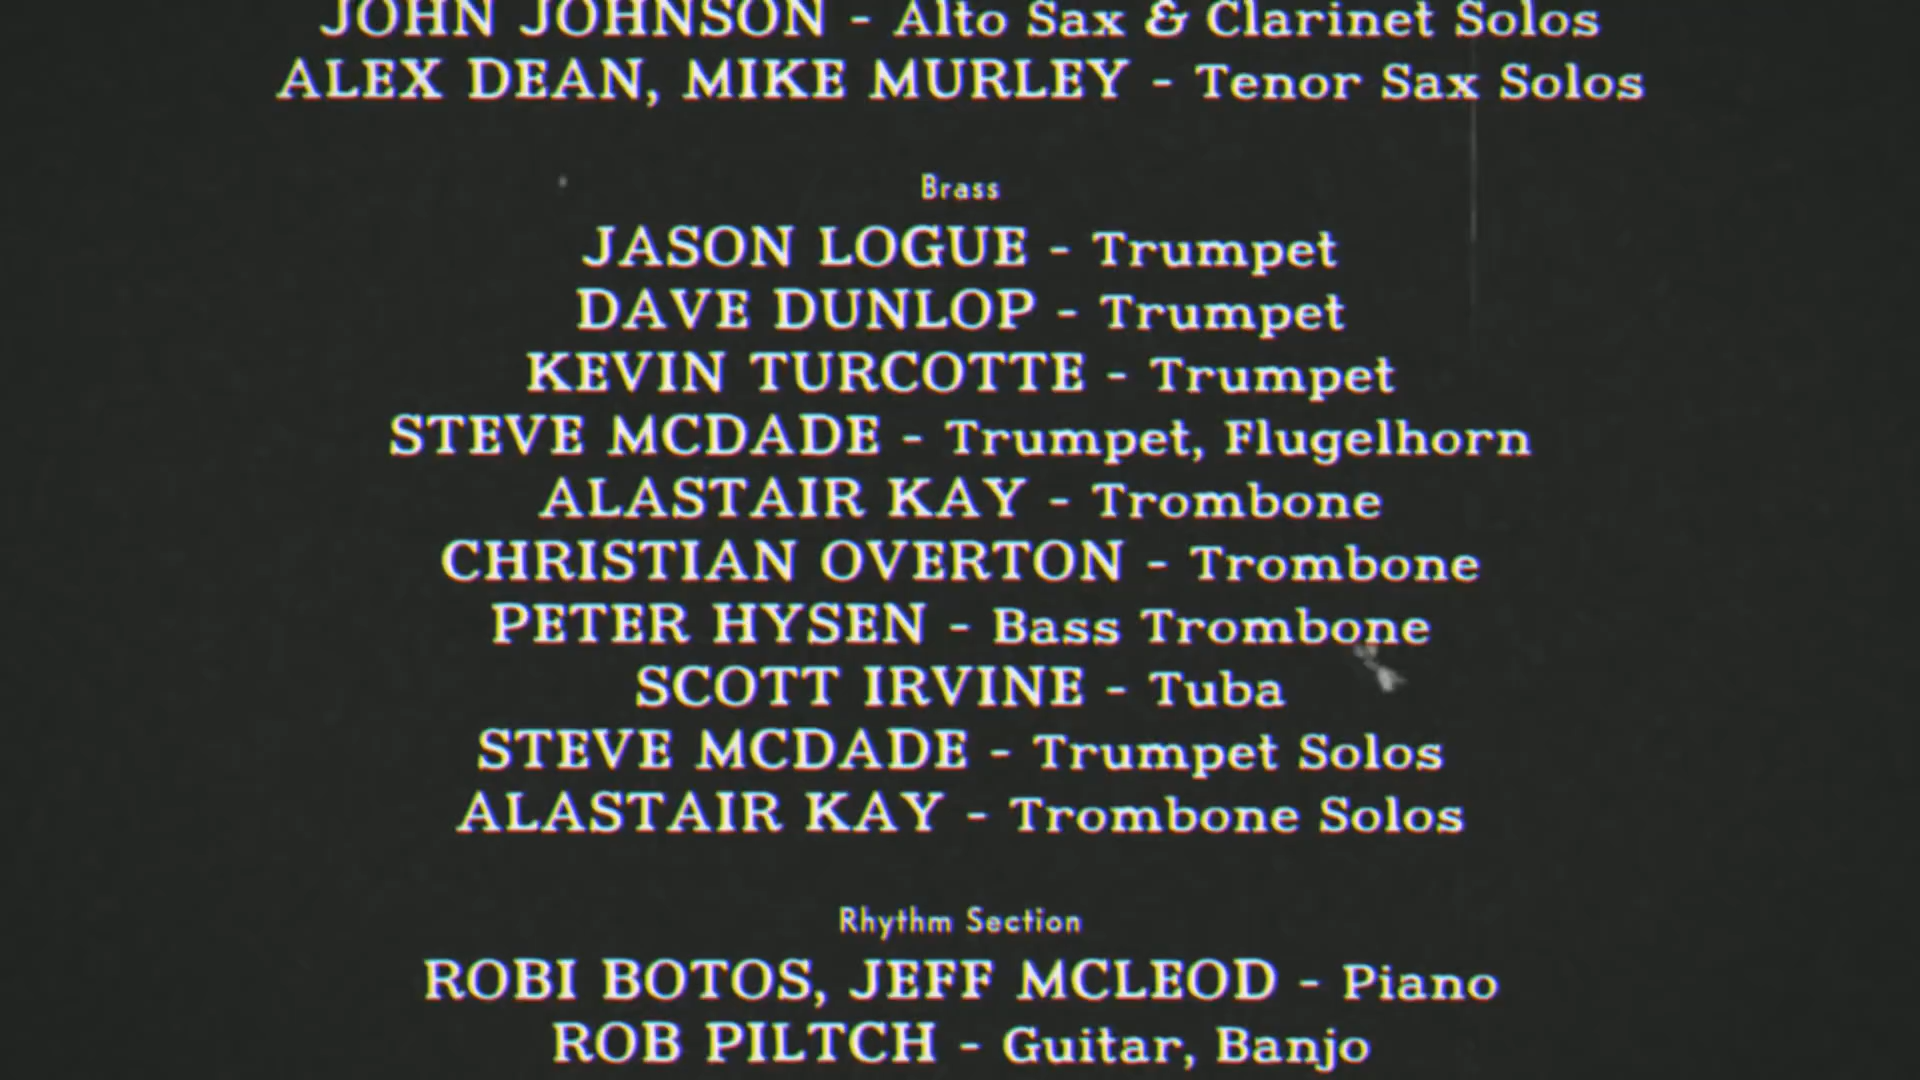 JOHN JOHNSON - Alto Sax & Clarinet Solos
ALEX DEAN, MIKE MURLEY - Tenor Sax Solos
Brass
JASON LOGUE - Trumpet
DAVE DUNLOP - Trumpet
KEVIN TURCOTTE - Trumpet
STEVE MCDADE - Trumpet, Flugelhorn
ALASTAIR KAY - Trombone
CHRISTIAN OVERTON - Trombone
PETER HYSEN - Bass Trombone
SCOTT IRVINE - Tuba
STEVE MCDADE - Trumpet Solos
ALASTAIR KAY - Trombone Solos
Rhythm Section
ROBI BOTOS, JEFF MCLEOD - Piano
ROB PILTCH - Guitar, Banjo